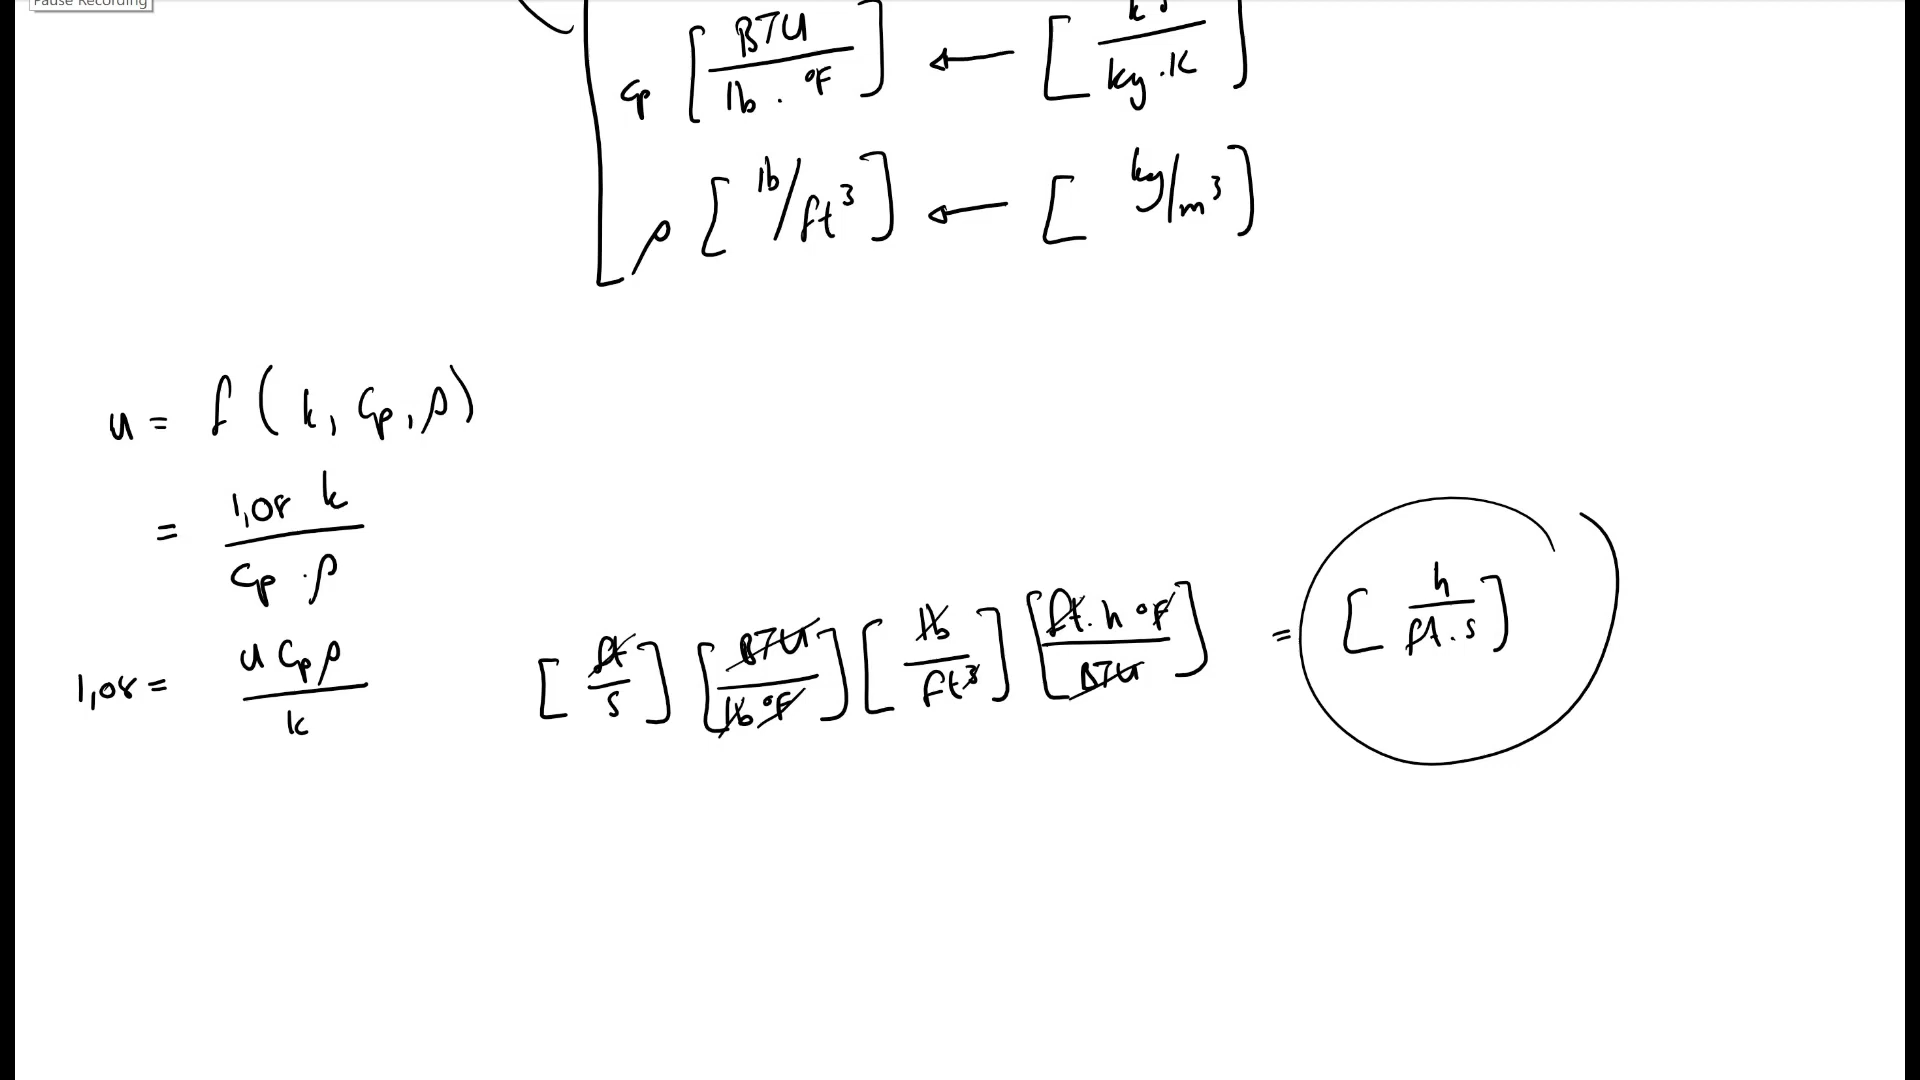 Pause Recording
cp [BTU / lb · °F] ← [kJ / kg · K]
ρ [lb/ft³] ← [kg/m³]
u = f (k, cp, ρ)
= 1,08 k / cp · ρ
1,08 = u cp ρ / k [ft / s] [BTU / lb °F] [lb / ft³] [ft · h °F / BTU] = [h / ft · s]